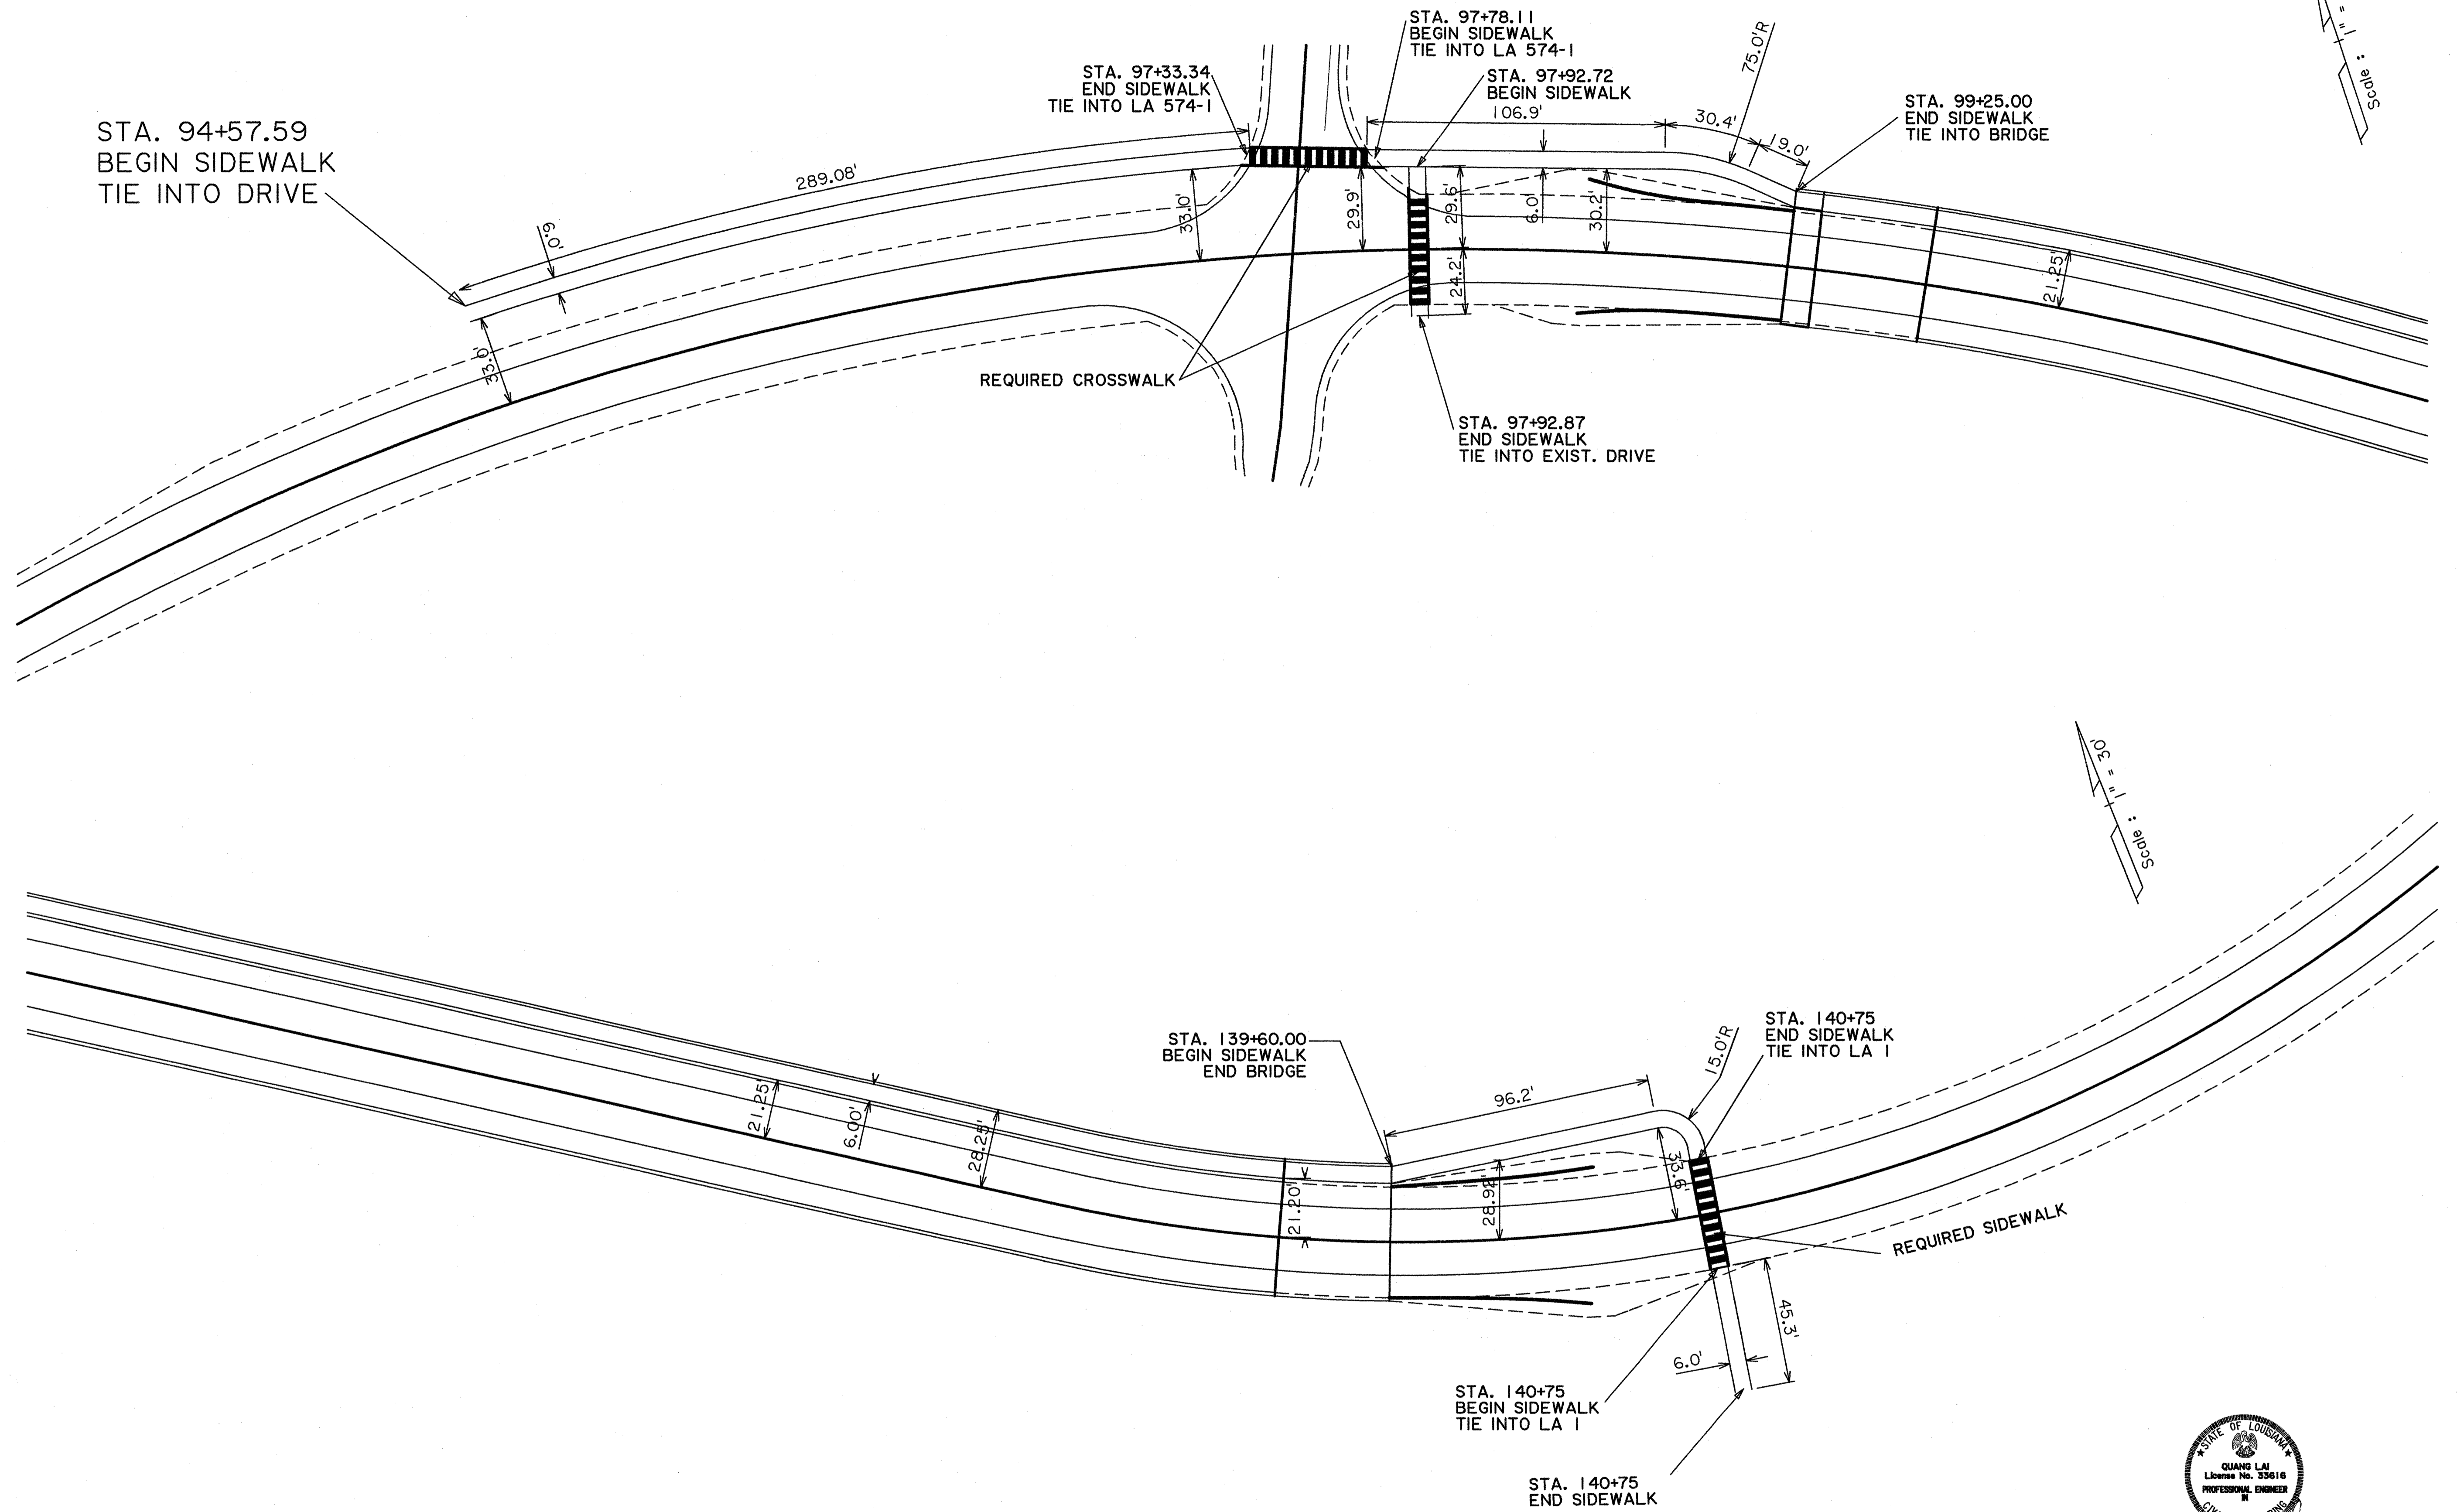 STA. 97+78.11
BEGIN SIDEWALK
TIE INTO LA 574-1
STA. 97+33.34
END SIDEWALK
TIE INTO LA 574-1
STA. 97+92.72
BEGIN SIDEWALK
106.9'
30.4'
75.0'R
19.0'
STA. 99+25.00
END SIDEWALK
TIE INTO BRIDGE
Scale : 1" =
STA. 94+57.59
BEGIN SIDEWALK
TIE INTO DRIVE
289.08'
6.0'
33.0'
33.0'
29.9'
29.6'
6.0'
30.2'
24.2'
21.25'
REQUIRED CROSSWALK
STA. 97+92.87
END SIDEWALK
TIE INTO EXIST. DRIVE
Scale : 1" = 30'
STA. 139+60.00
BEGIN SIDEWALK
END BRIDGE
96.2'
15.0'R
STA. 140+75
END SIDEWALK
TIE INTO LA 1
21.25'
6.00'
28.25'
21.20'
28.92'
33.6'
REQUIRED SIDEWALK
45.3'
6.0'
STA. 140+75
BEGIN SIDEWALK
TIE INTO LA 1
STA. 140+75
END SIDEWALK
STATE OF LOUISIANA
QUANG LAI
License No. 33616
PROFESSIONAL ENGINEER
IN